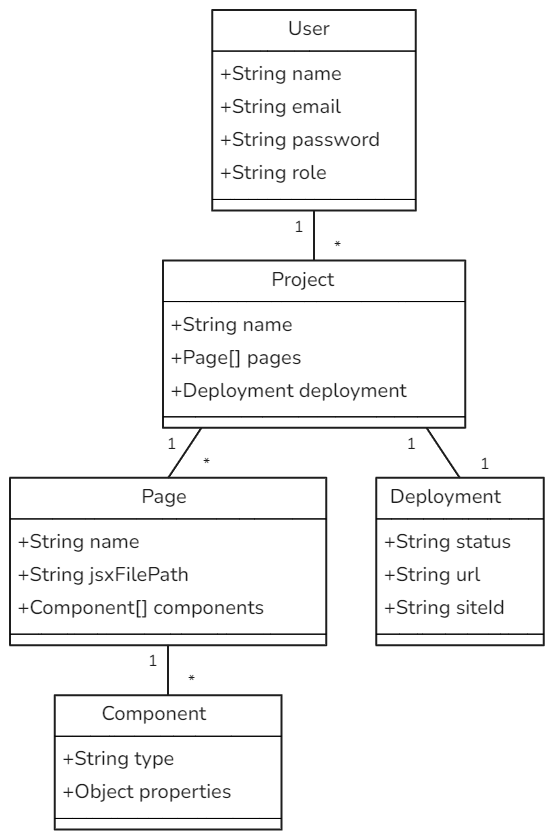 User
+String name
+String email
+String password
+String role
1
*
Project
+String name
+Page[] pages
+Deployment deployment
1
*
1
1
Page
+String name
+String jsxFilePath
+Component[] components
Deployment
+String status
+String url
+String siteId
1
*
Component
+String type
+Object properties